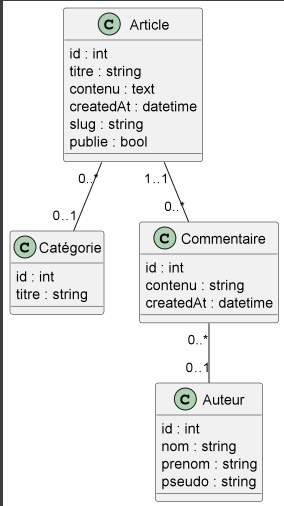 C Article
id : int
titre : string
contenu : text
createdAt : datetime
slug : string
publie : bool
0..*
1..1
0..1
0..*
C Catégorie
id : int
titre : string
C Commentaire
id : int
contenu : string
createdAt : datetime
0..*
0..1
C Auteur
id : int
nom : string
prenom : string
pseudo : string